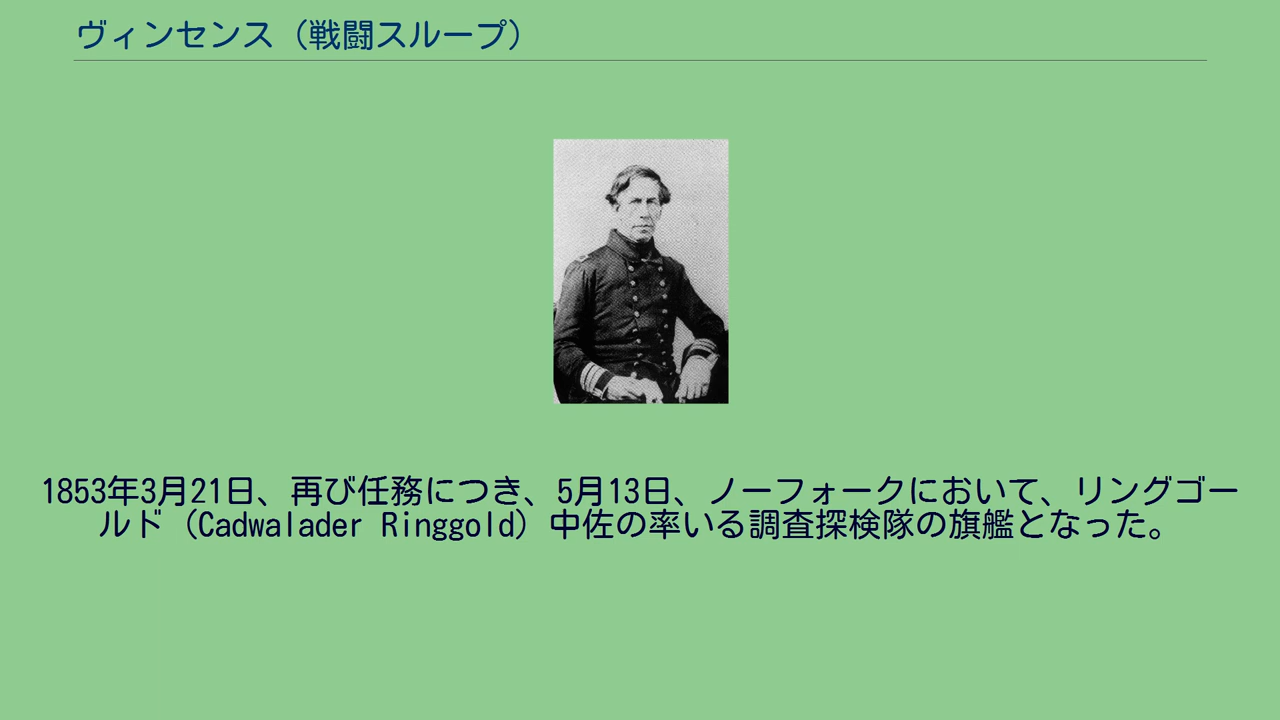 ヴィンセンス（戦闘スループ）
1853年3月21日、再び任務につき、5月13日、ノーフォークにおいて、リングゴー
ルド（Cadwalader Ringgold）中佐の率いる調査探検隊の旗艦となった。